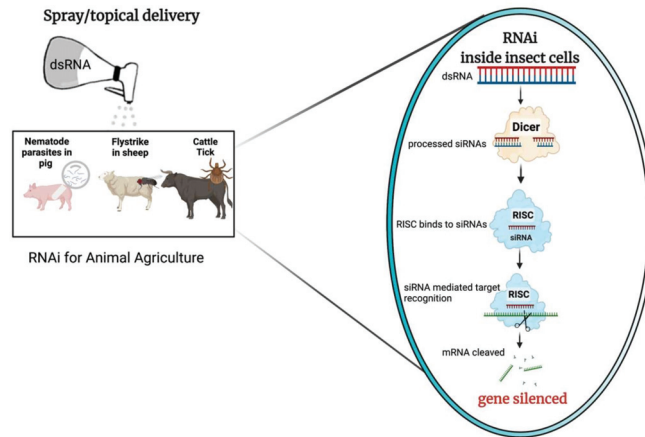 Spray/topical delivery
dsRNA
Nematode
parasites in
pig
Flystrike
in sheep
Cattle
Tick
RNAi for Animal Agriculture
RNAi
inside insect cells
dsRNA
Dicer
processed siRNAs
RISC
RISC binds to siRNAs
siRNA
siRNA mediated target
recognition
RISC
mRNA cleaved
gene silenced